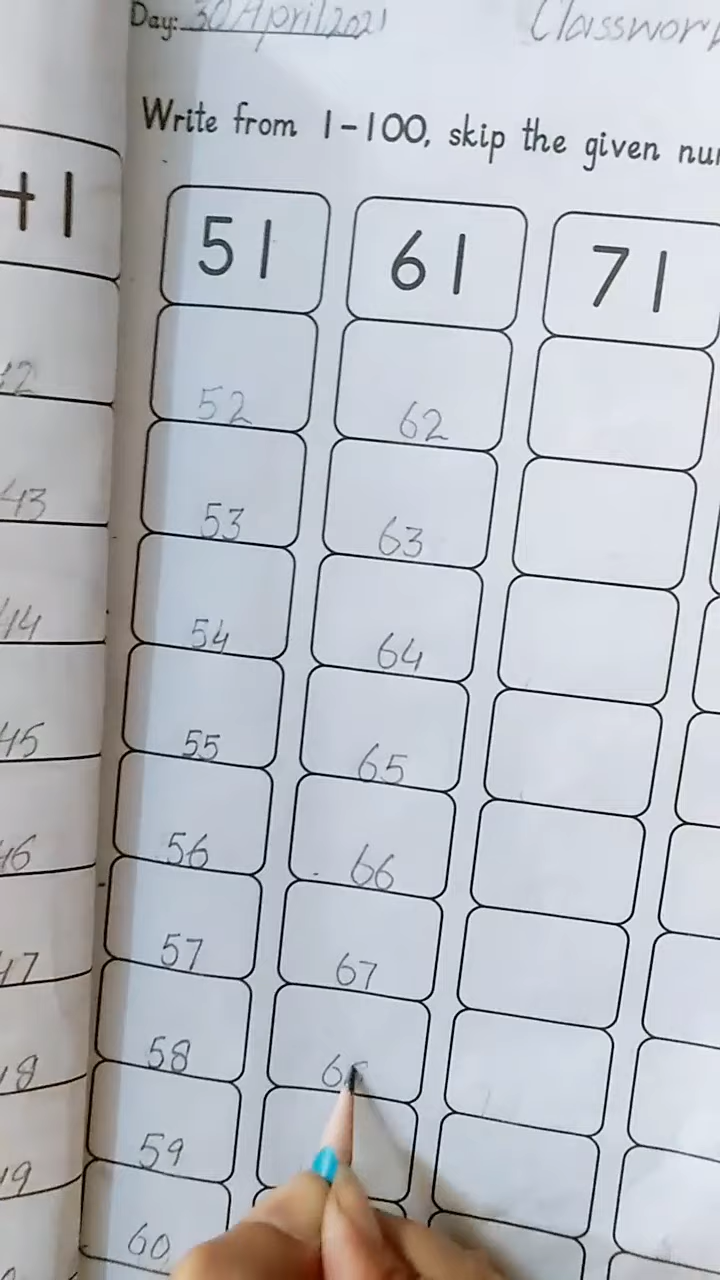 Day: 30 April 2021 Classwor
Write from 1-100, skip the given nu
41 51 61 71
42 52 62
43 53 63
44 54 64
45 55 65
46 56 66
47 57 67
48 58 68
49 59
60